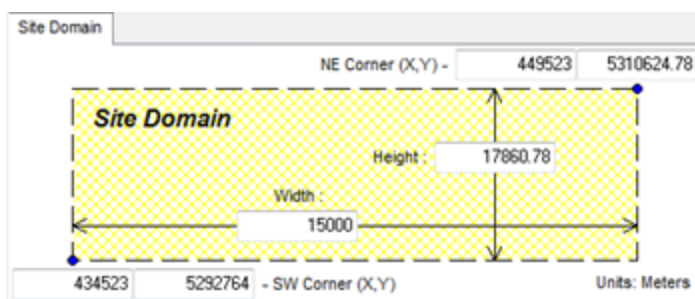 Site Domain
NE Corner (X,Y) - 449523 5310624.78
Site Domain
Height : 17860.78
Width :
15000
434523 5292764 - SW Corner (X,Y) Units: Meters